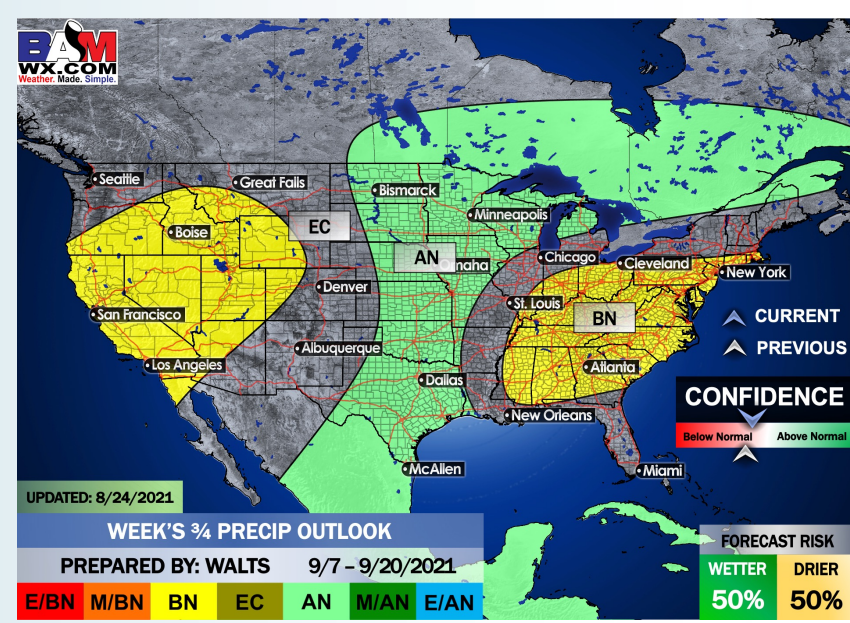 BAM
WX.COM
Weather. Made. Simple.
Seattle
Great Falls
Bismarck
Minneapolis
Boise
EC
AN
maha
Chicago
Cleveland
New York
Denver
San Francisco
St. Louis
BN
CURRENT
PREVIOUS
Los Angeles
Albuquerque
Dallas
Atlanta
New Orleans
CONFIDENCE
Below Normal
Above Normal
McAllen
Miami
UPDATED: 8/24/2021
WEEK'S ¾ PRECIP OUTLOOK
PREPARED BY: WALTS 9/7 – 9/20/2021
E/BN M/BN BN EC AN M/AN E/AN
FORECAST RISK
WETTER DRIER
50% 50%